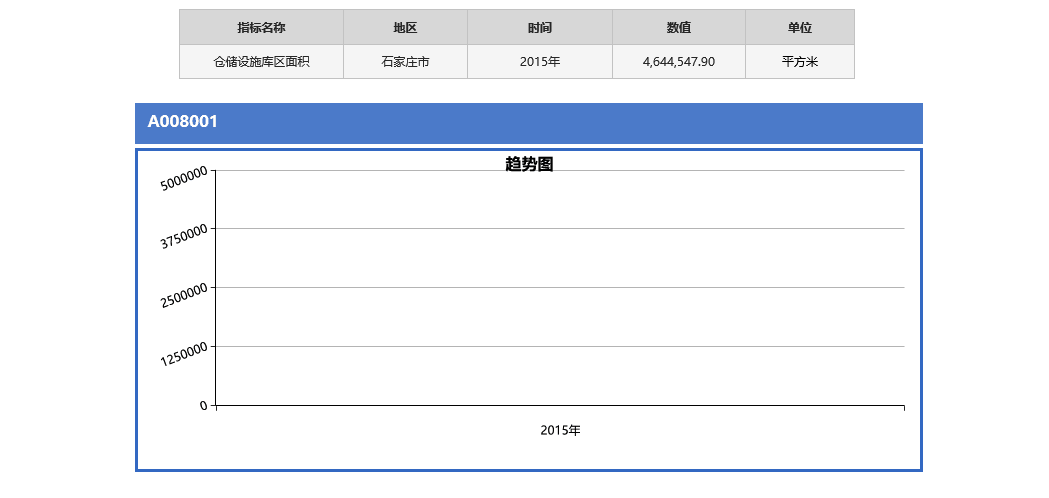 指标名称 地区 时间 数值 单位
仓储设施库区面积 石家庄市 2015年 4,644,547.90 平方米
A008001
趋势图
5000000
3750000
2500000
1250000
0
2015年